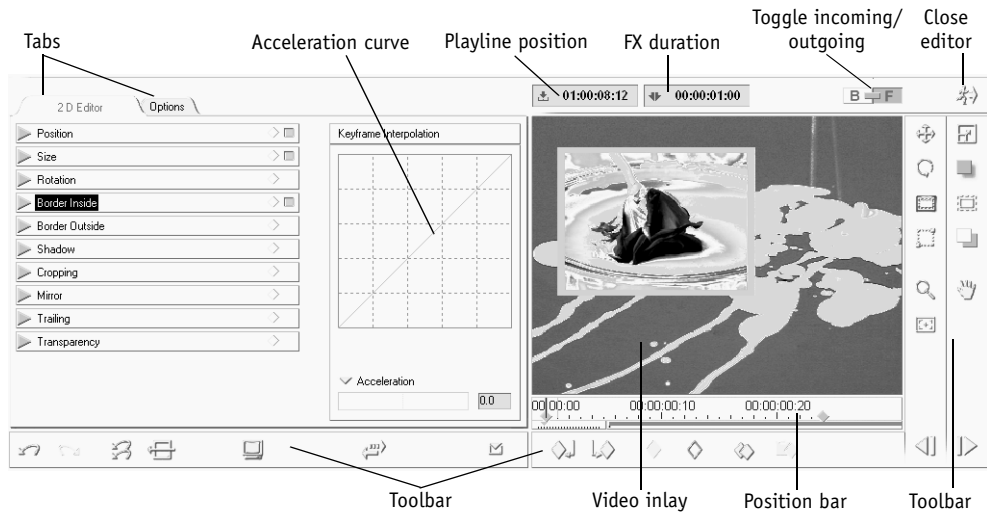 Toggle incoming/ Close
Tabs Acceleration curve Playline position FX duration outgoing editor
01:00:08:12 00:00:01:00 B F
2D Editor Options
Position
Size
Rotation
Border Inside
Border Outside
Shadow
Cropping
Mirror
Trailing
Transparency
Keyframe Interpolation
Acceleration
0.0
00:00:00 00:00:00:10 00:00:00:20
Toolbar Video inlay Position bar Toolbar